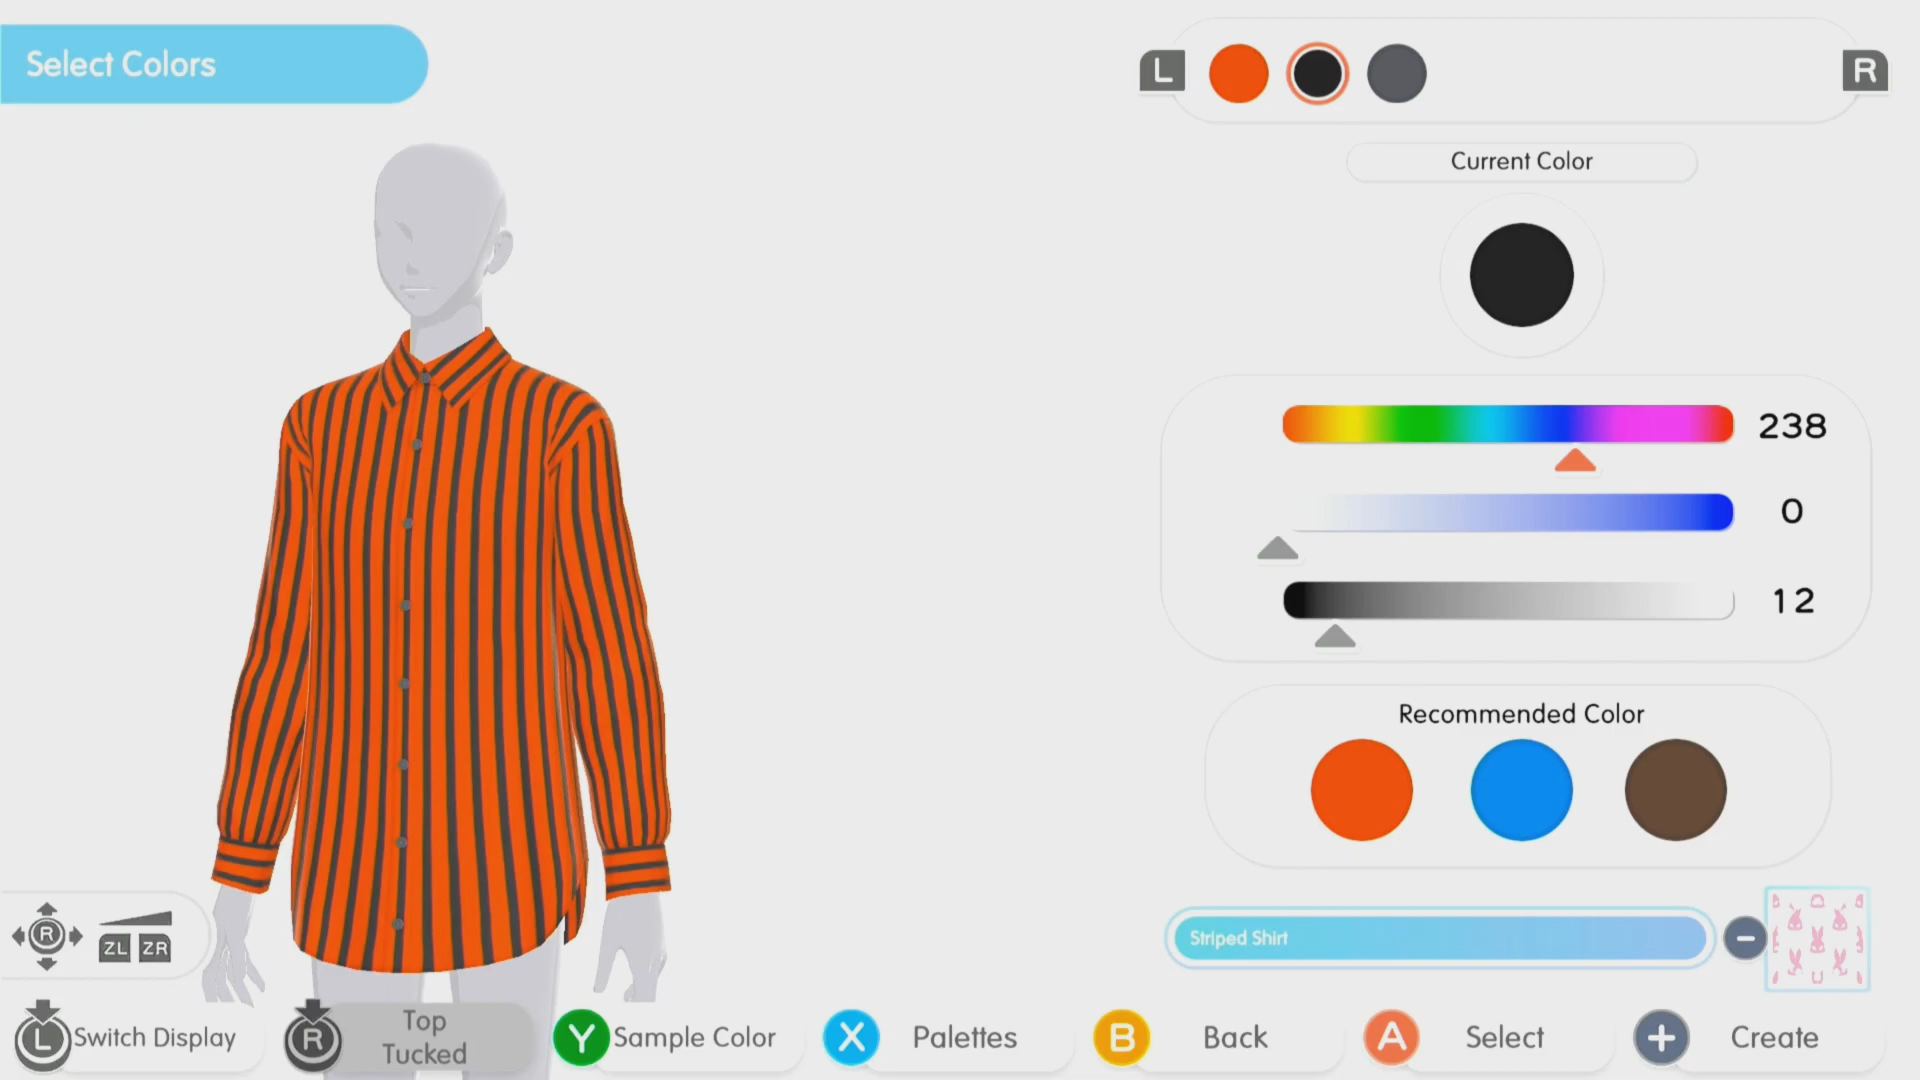 Select Colors
L
R
Current Color
238
0
12
Recommended Color
Striped Shirt
R
ZL ZR
L Switch Display
R Top Tucked
Y Sample Color
X Palettes
B Back
A Select
+ Create